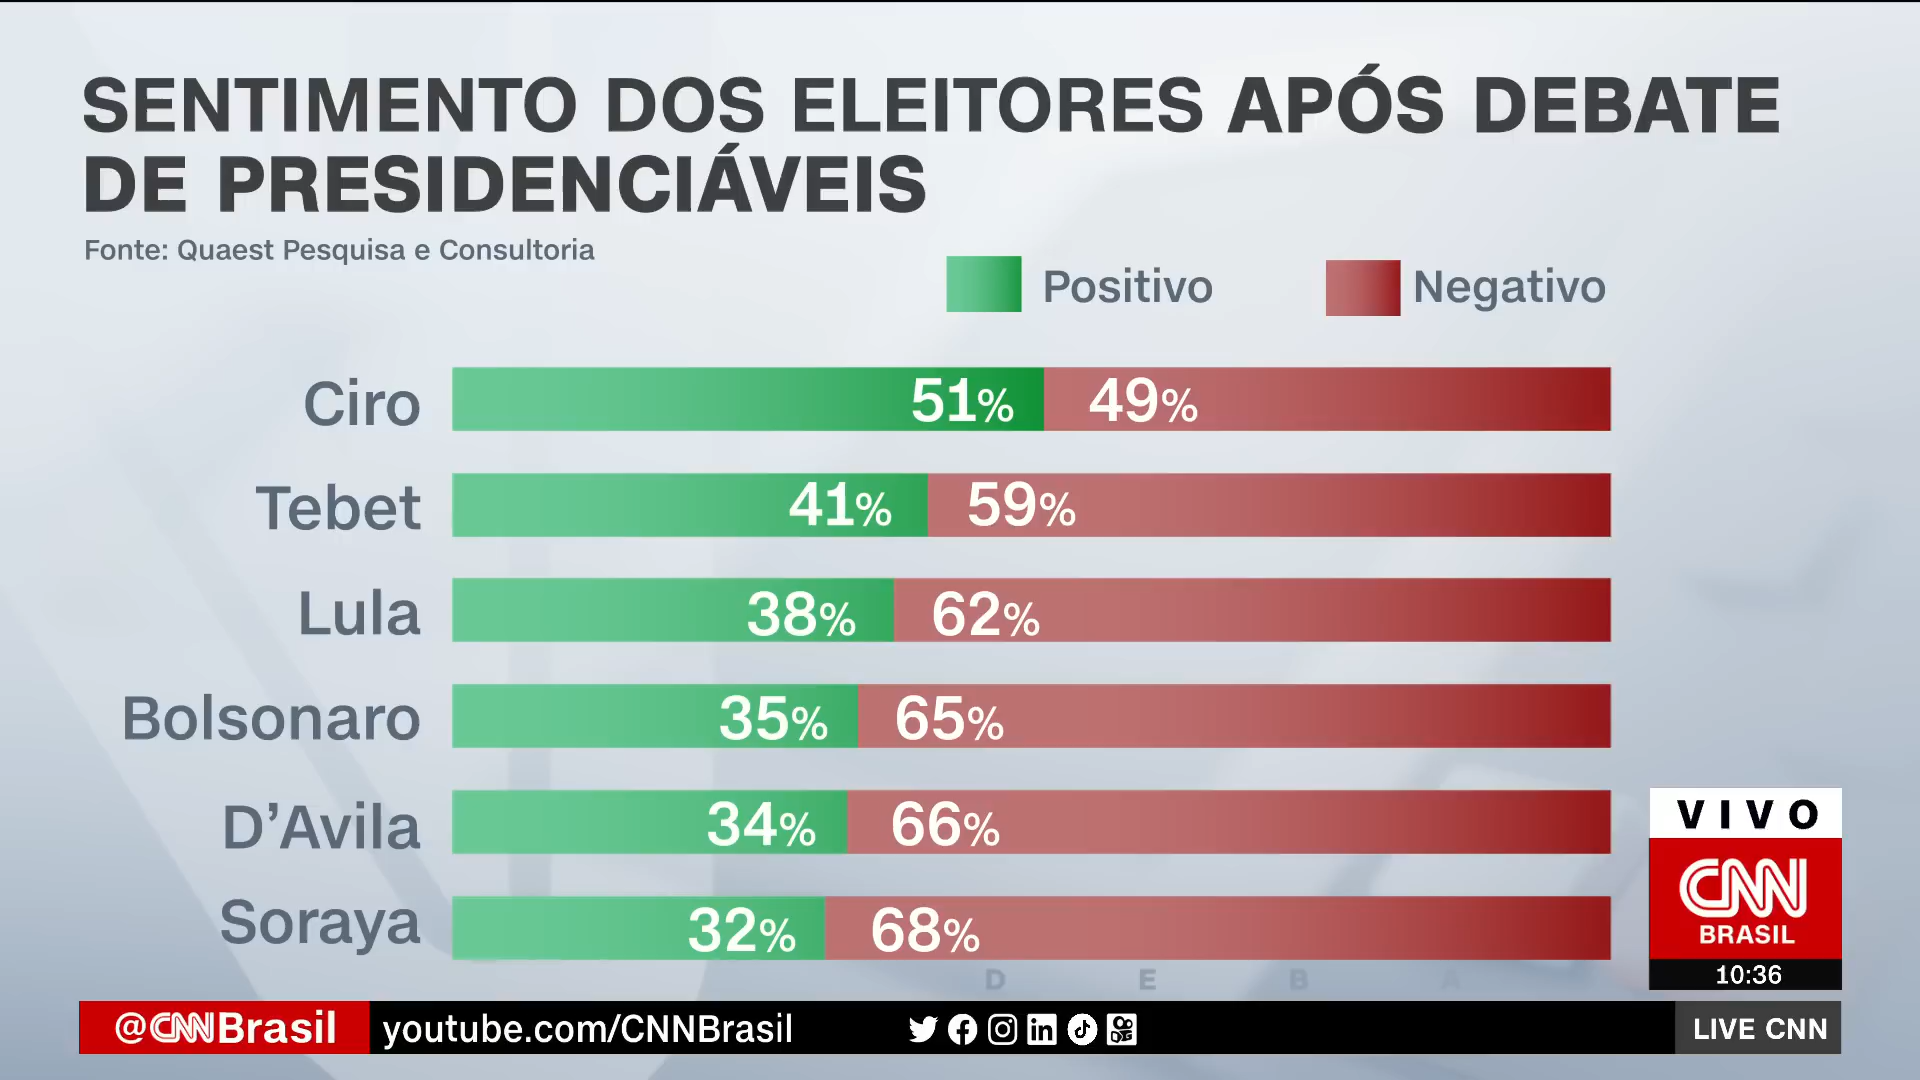 SENTIMENTO DOS ELEITORES APÓS DEBATE
DE PRESIDENCIÁVEIS
Fonte: Quaest Pesquisa e Consultoria
Positivo Negativo
Ciro 51% 49%
Tebet 41% 59%
Lula 38% 62%
Bolsonaro 35% 65%
D’Avila 34% 66%
Soraya 32% 68%
D E B A
VIVO
CNN
BRASIL
10:36
@CNNBrasil youtube.com/CNNBrasil LIVE CNN